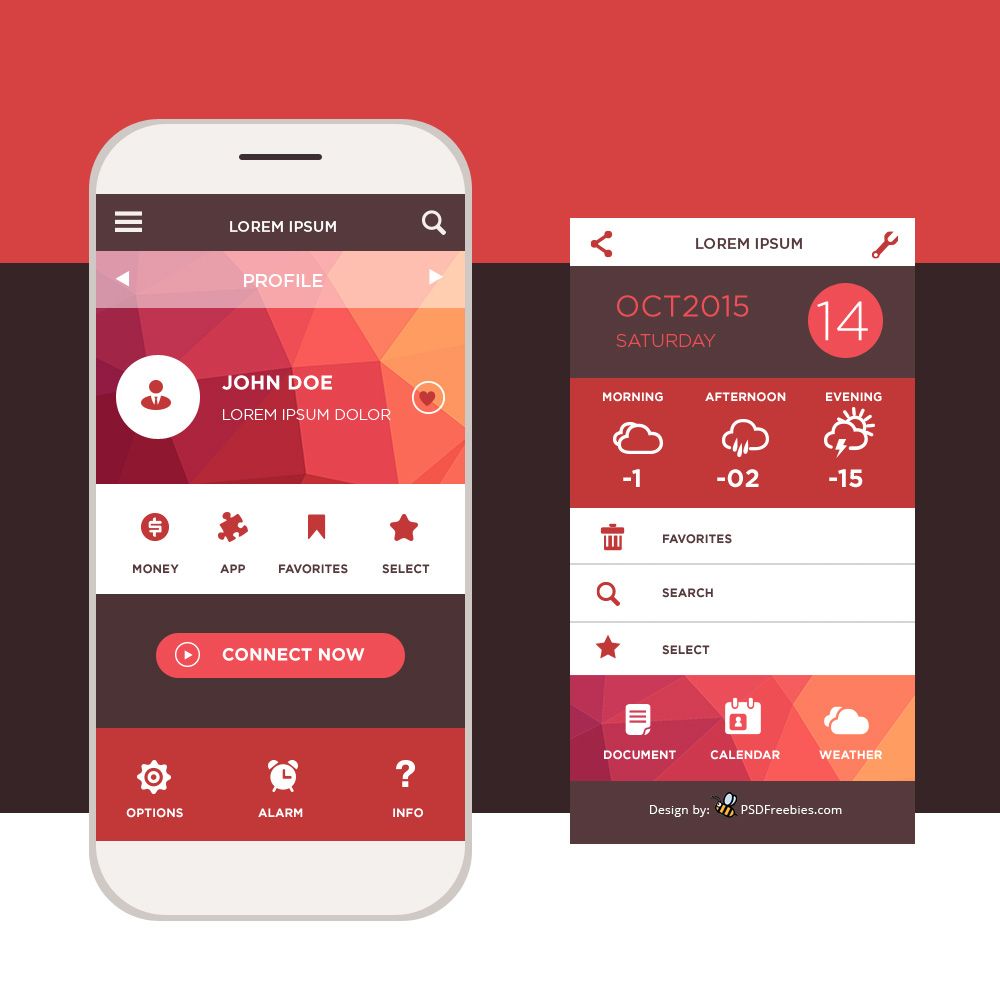 LOREM IPSUM
PROFILE
JOHN DOE
LOREM IPSUM DOLOR
MONEY APP FAVORITES SELECT
CONNECT NOW
OPTIONS ALARM INFO
LOREM IPSUM
OCT2015
SATURDAY
14
MORNING AFTERNOON EVENING
-1 -02 -15
FAVORITES
SEARCH
SELECT
DOCUMENT CALENDAR WEATHER
Design by: PSDFreebies.com